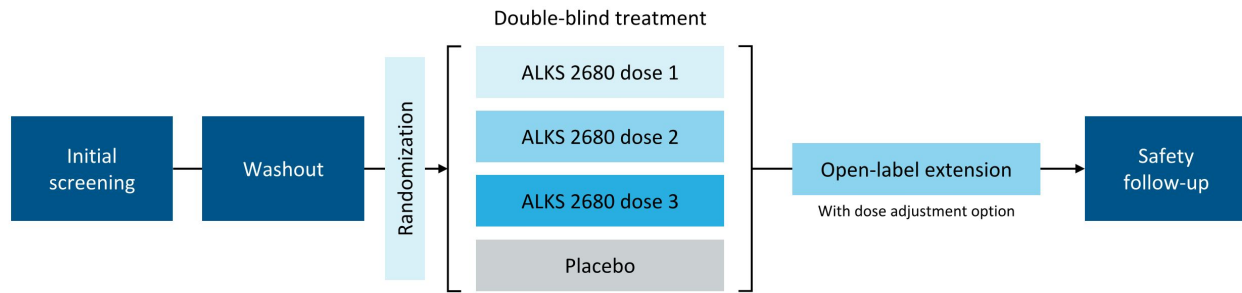 Double-blind treatment
Initial
screening
Washout
Randomization
ALKS 2680 dose 1
ALKS 2680 dose 2
ALKS 2680 dose 3
Placebo
Open-label extension
With dose adjustment option
Safety
follow-up